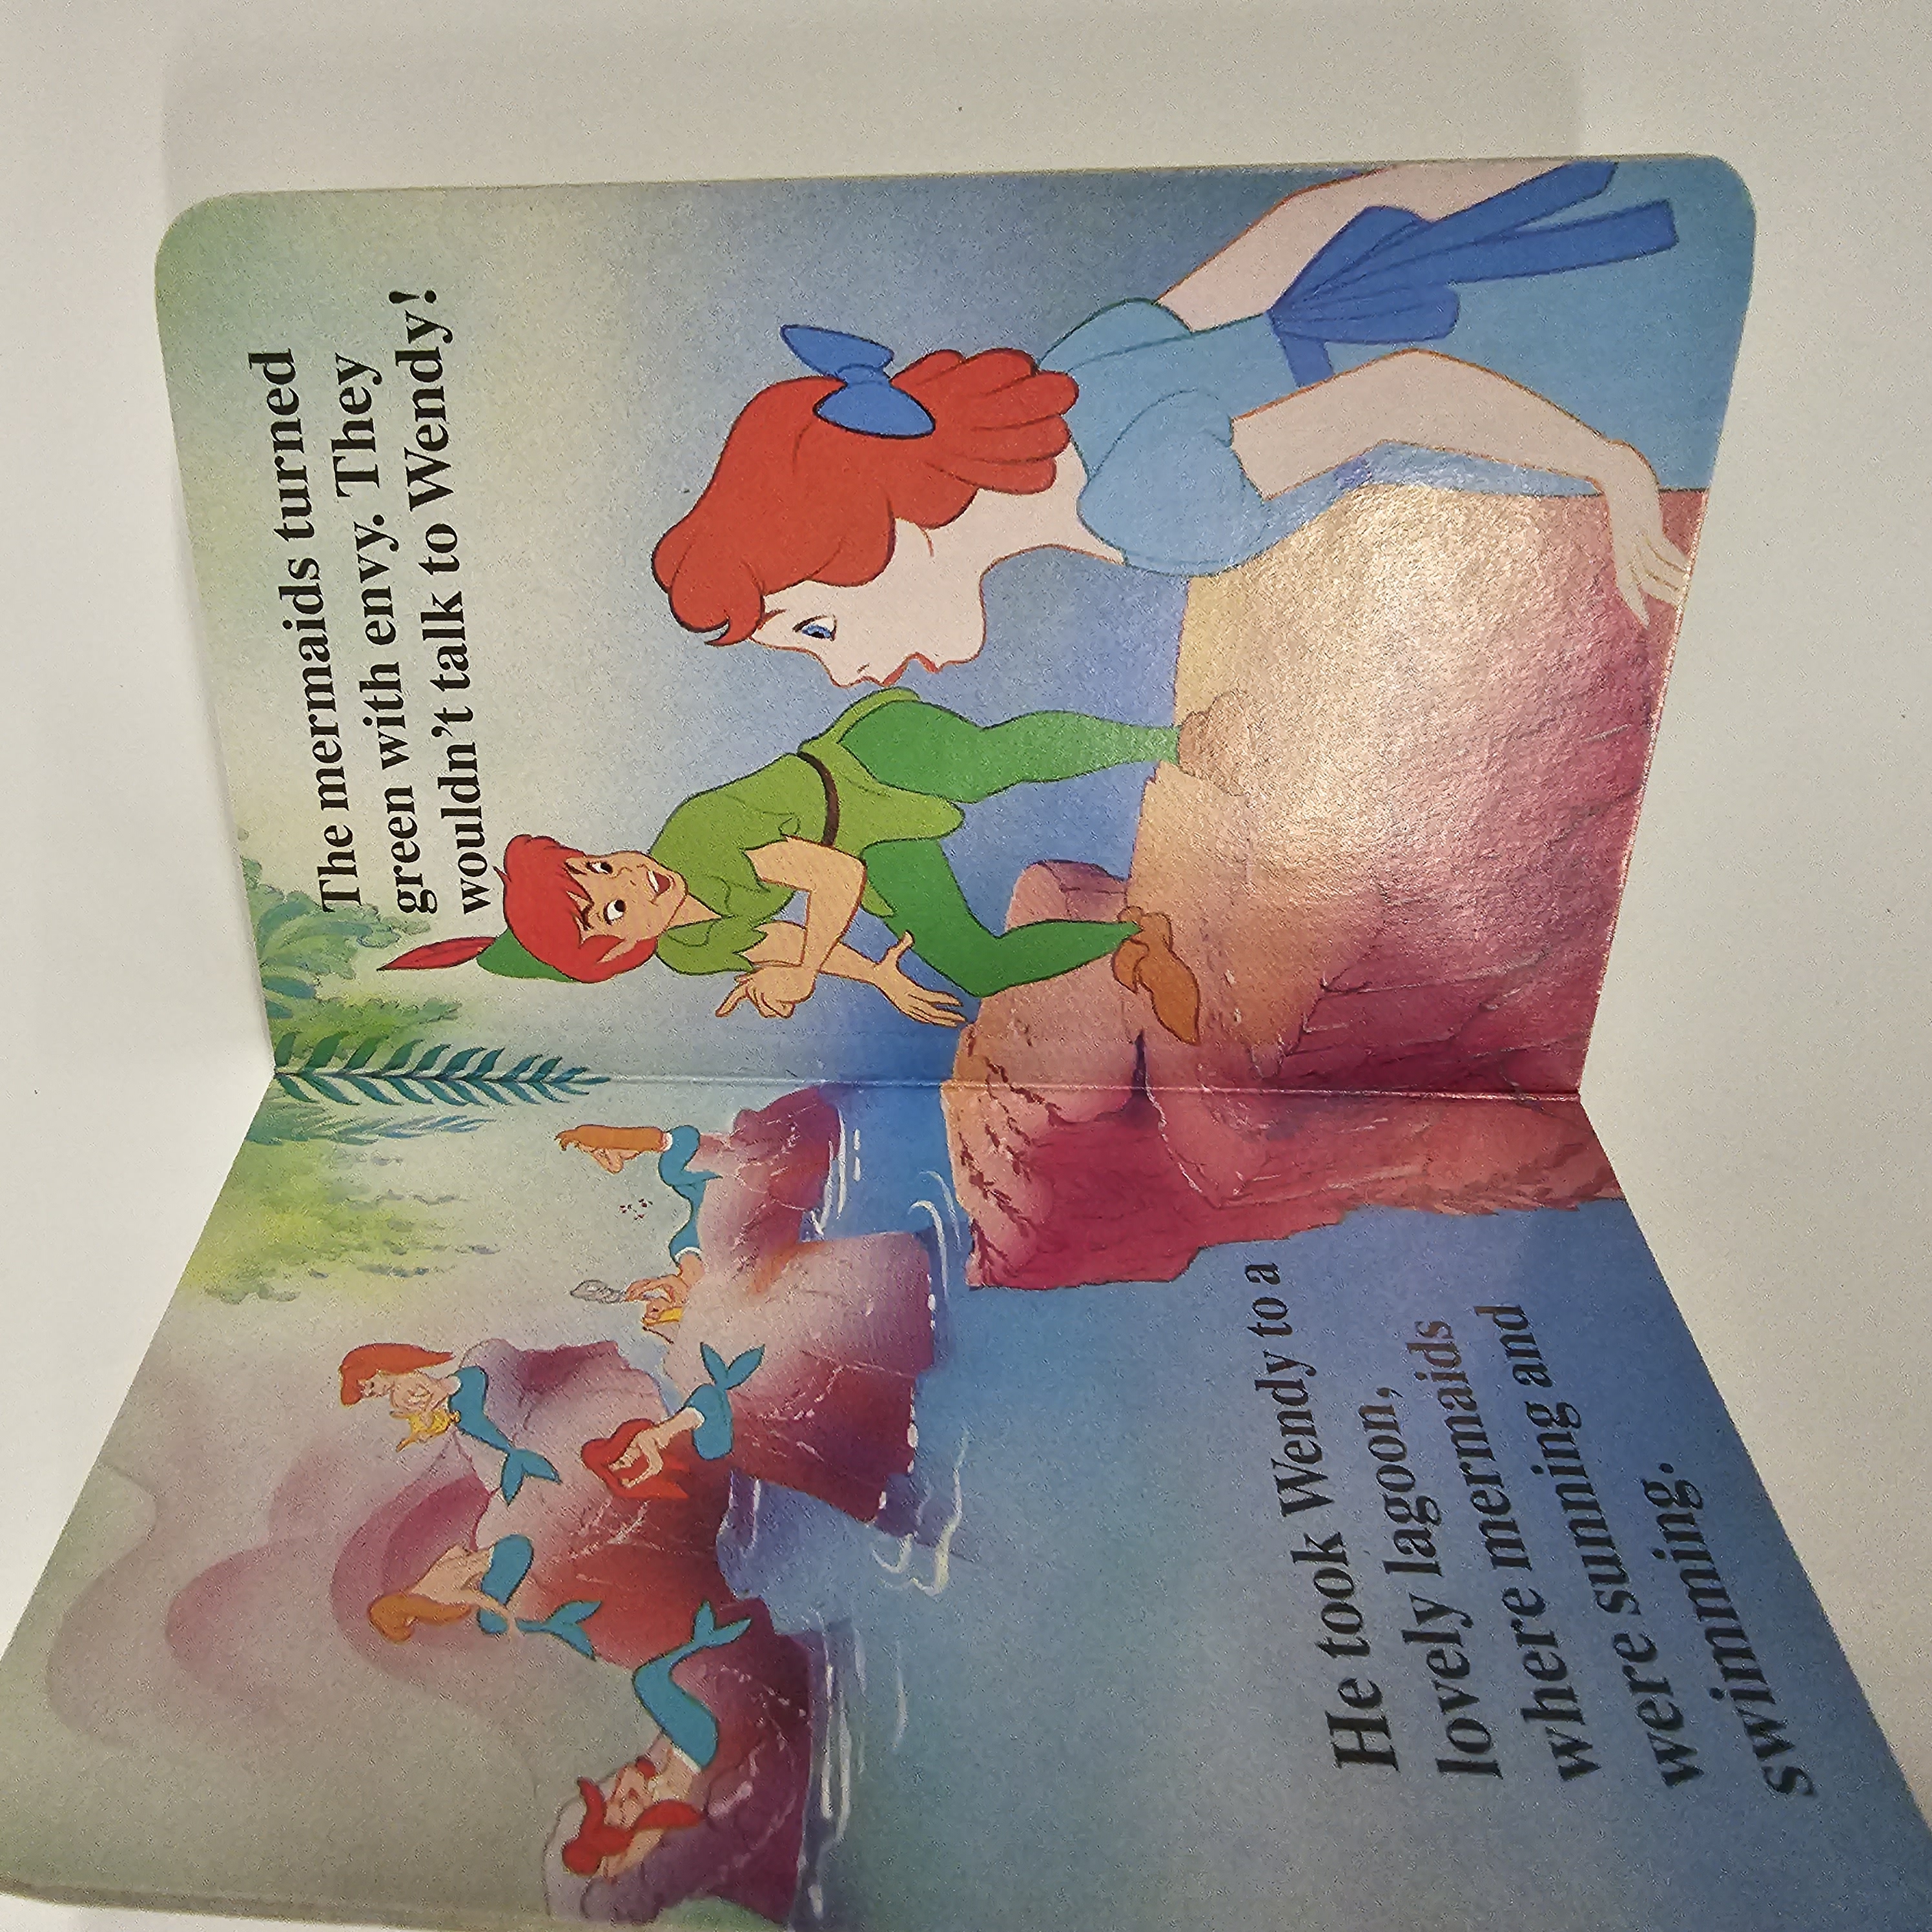 He took Wendy to a
lovely lagoon,
where mermaids
were sunning and
swimming.
The mermaids turned
green with envy. They
wouldn't talk to Wendy!